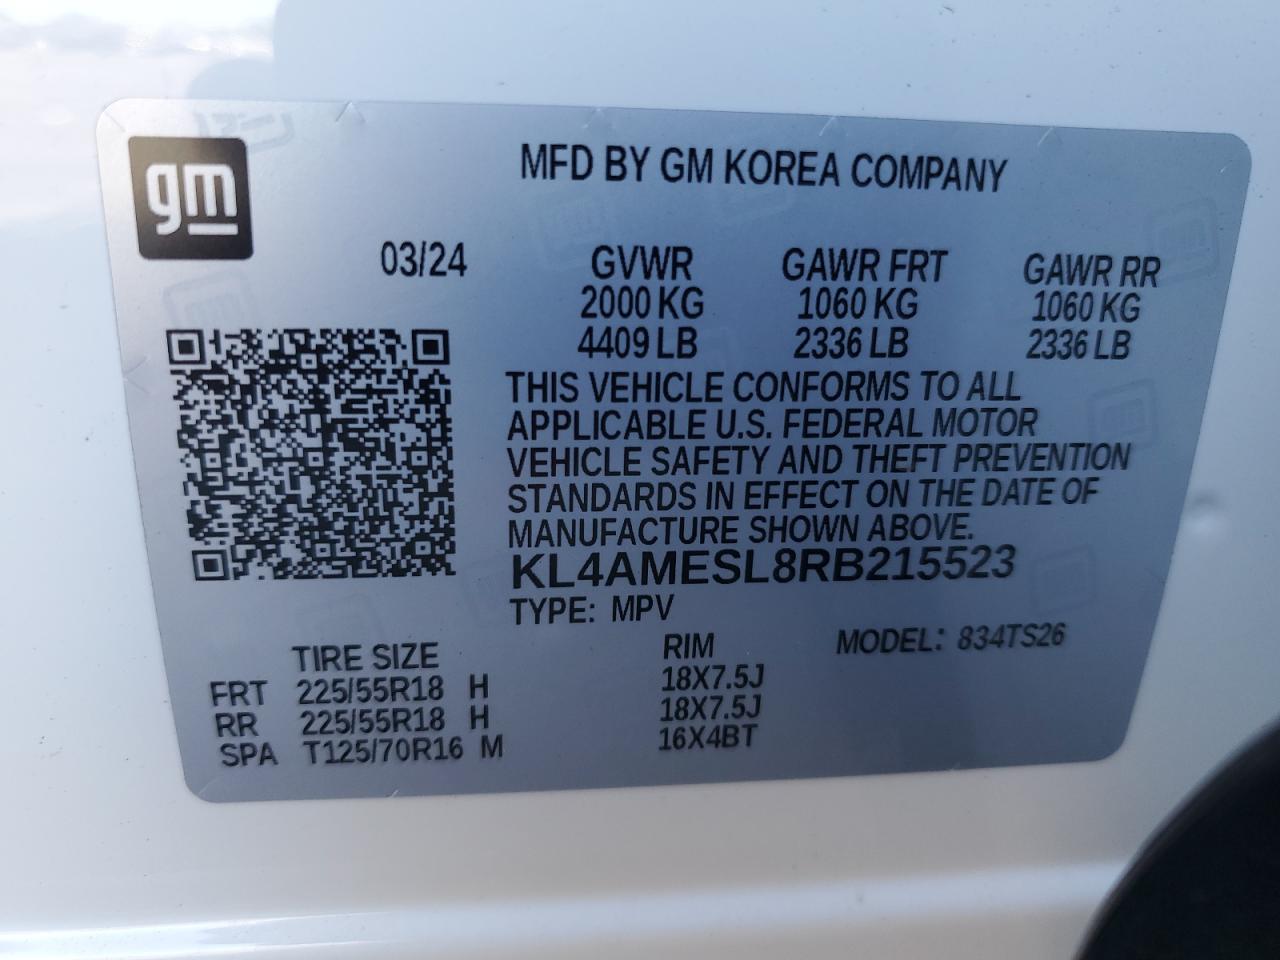 gm
MFD BY GM KOREA COMPANY
03/24 GVWR GAWR FRT GAWR RR
2000 KG 1060 KG 1060 KG
4409 LB 2336 LB 2336 LB
THIS VEHICLE CONFORMS TO ALL
APPLICABLE U.S. FEDERAL MOTOR
VEHICLE SAFETY AND THEFT PREVENTION
STANDARDS IN EFFECT ON THE DATE OF
MANUFACTURE SHOWN ABOVE.
KL4AMESL8RB215523
TYPE: MPV
TIRE SIZE RIM MODEL: 834TS26
FRT 225/55R18 H 18X7.5J
RR 225/55R18 H 18X7.5J
SPA T125/70R16 M 16X4BT